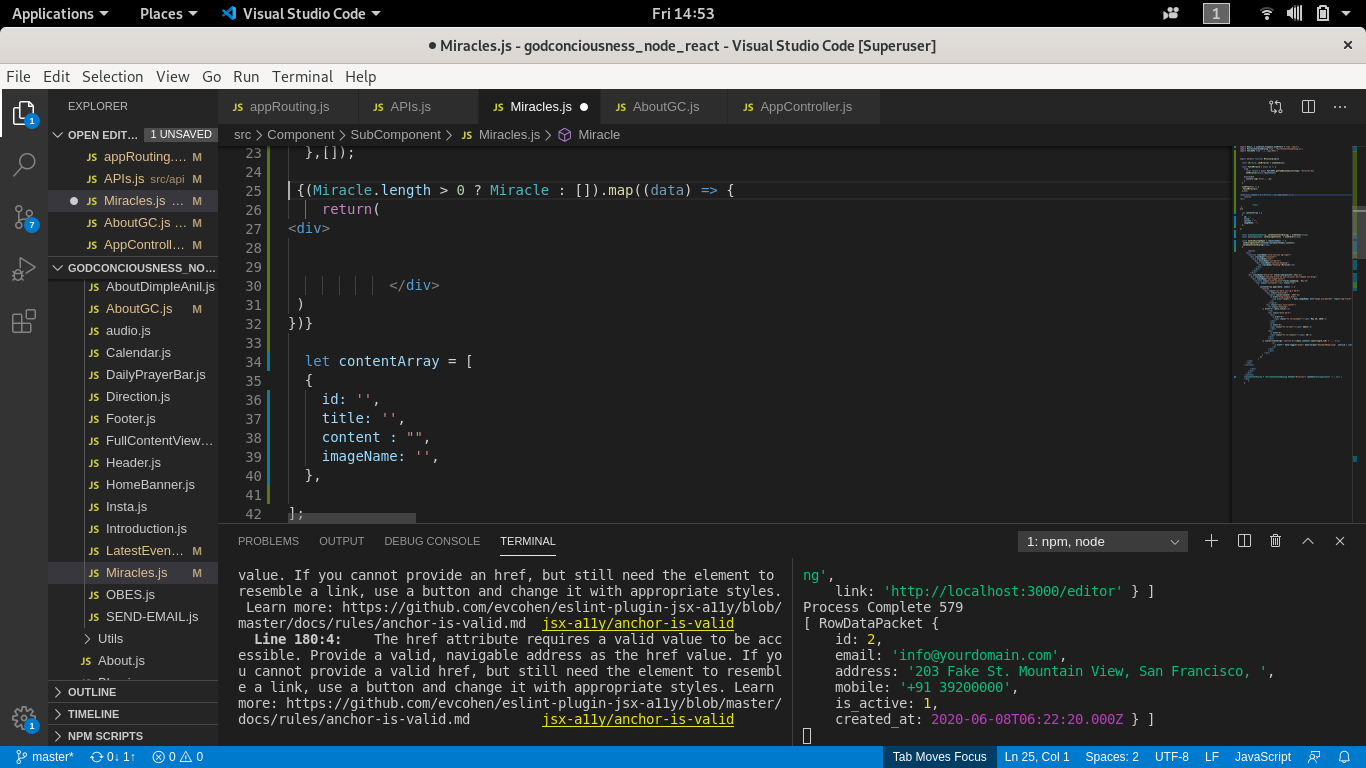 Applications Places Visual Studio Code Fri 14:53 1
● Miracles.js - godconciousness_node_react - Visual Studio Code [Superuser] ×
File Edit Selection View Go Run Terminal Help
EXPLORER
OPEN EDIT... 1 UNSAVED
JS appRouting.... M
JS APIs.js src/api M
● JS Miracles.js ... M
JS AboutGC.js ... M
JS AppControll... M
GODCONCIOUSNESS_NO...
JS AboutDimpleAnil.js
JS AboutGC.js M
JS audio.js
JS Calendar.js
JS DailyPrayerBar.js
JS Direction.js
JS Footer.js
JS FullContentView...
JS Header.js
JS HomeBanner.js
JS Insta.js
JS Introduction.js
JS LatestEven... M
JS Miracles.js M
JS OBES.js
JS SEND-EMAIL.js
Utils
JS About.js
OUTLINE
TIMELINE
NPM SCRIPTS
1
7
1
JS appRouting.js JS APIs.js JS Miracles.js ● JS AboutGC.js JS AppController.js ...
src > Component > SubComponent > JS Miracles.js > Miracle
23 },[]);
24
25 {(Miracle.length > 0 ? Miracle : []).map((data) => {
26 return(
27 <div>
28
29
30 </div>
31 )
32 })}
33
34 let contentArray = [
35 {
36 id: '',
37 title: '',
38 content : "",
39 imageName: '',
40 },
41
42 ];
PROBLEMS OUTPUT DEBUG CONSOLE TERMINAL 1: npm, node
value. If you cannot provide an href, but still need the element to
resemble a link, use a button and change it with appropriate styles.
Learn more: https://github.com/evcohen/eslint-plugin-jsx-a11y/blob/
master/docs/rules/anchor-is-valid.md jsx-a11y/anchor-is-valid
Line 180:4: The href attribute requires a valid value to be acc
essible. Provide a valid, navigable address as the href value. If yo
u cannot provide a valid href, but still need the element to resembl
e a link, use a button and change it with appropriate styles. Learn
more: https://github.com/evcohen/eslint-plugin-jsx-a11y/blob/master/
docs/rules/anchor-is-valid.md jsx-a11y/anchor-is-valid
ng',
link: 'http://localhost:3000/editor' } ]
Process Complete 579
[ RowDataPacket {
id: 2,
email: 'info@yourdomain.com',
address: '203 Fake St. Mountain View, San Francisco, ',
mobile: '+91 39200000',
is_active: 1,
created_at: 2020-06-08T06:22:20.000Z } ]
master* 0↓ 1↑ 0 0 Tab Moves Focus Ln 25, Col 1 Spaces: 2 UTF-8 LF JavaScript